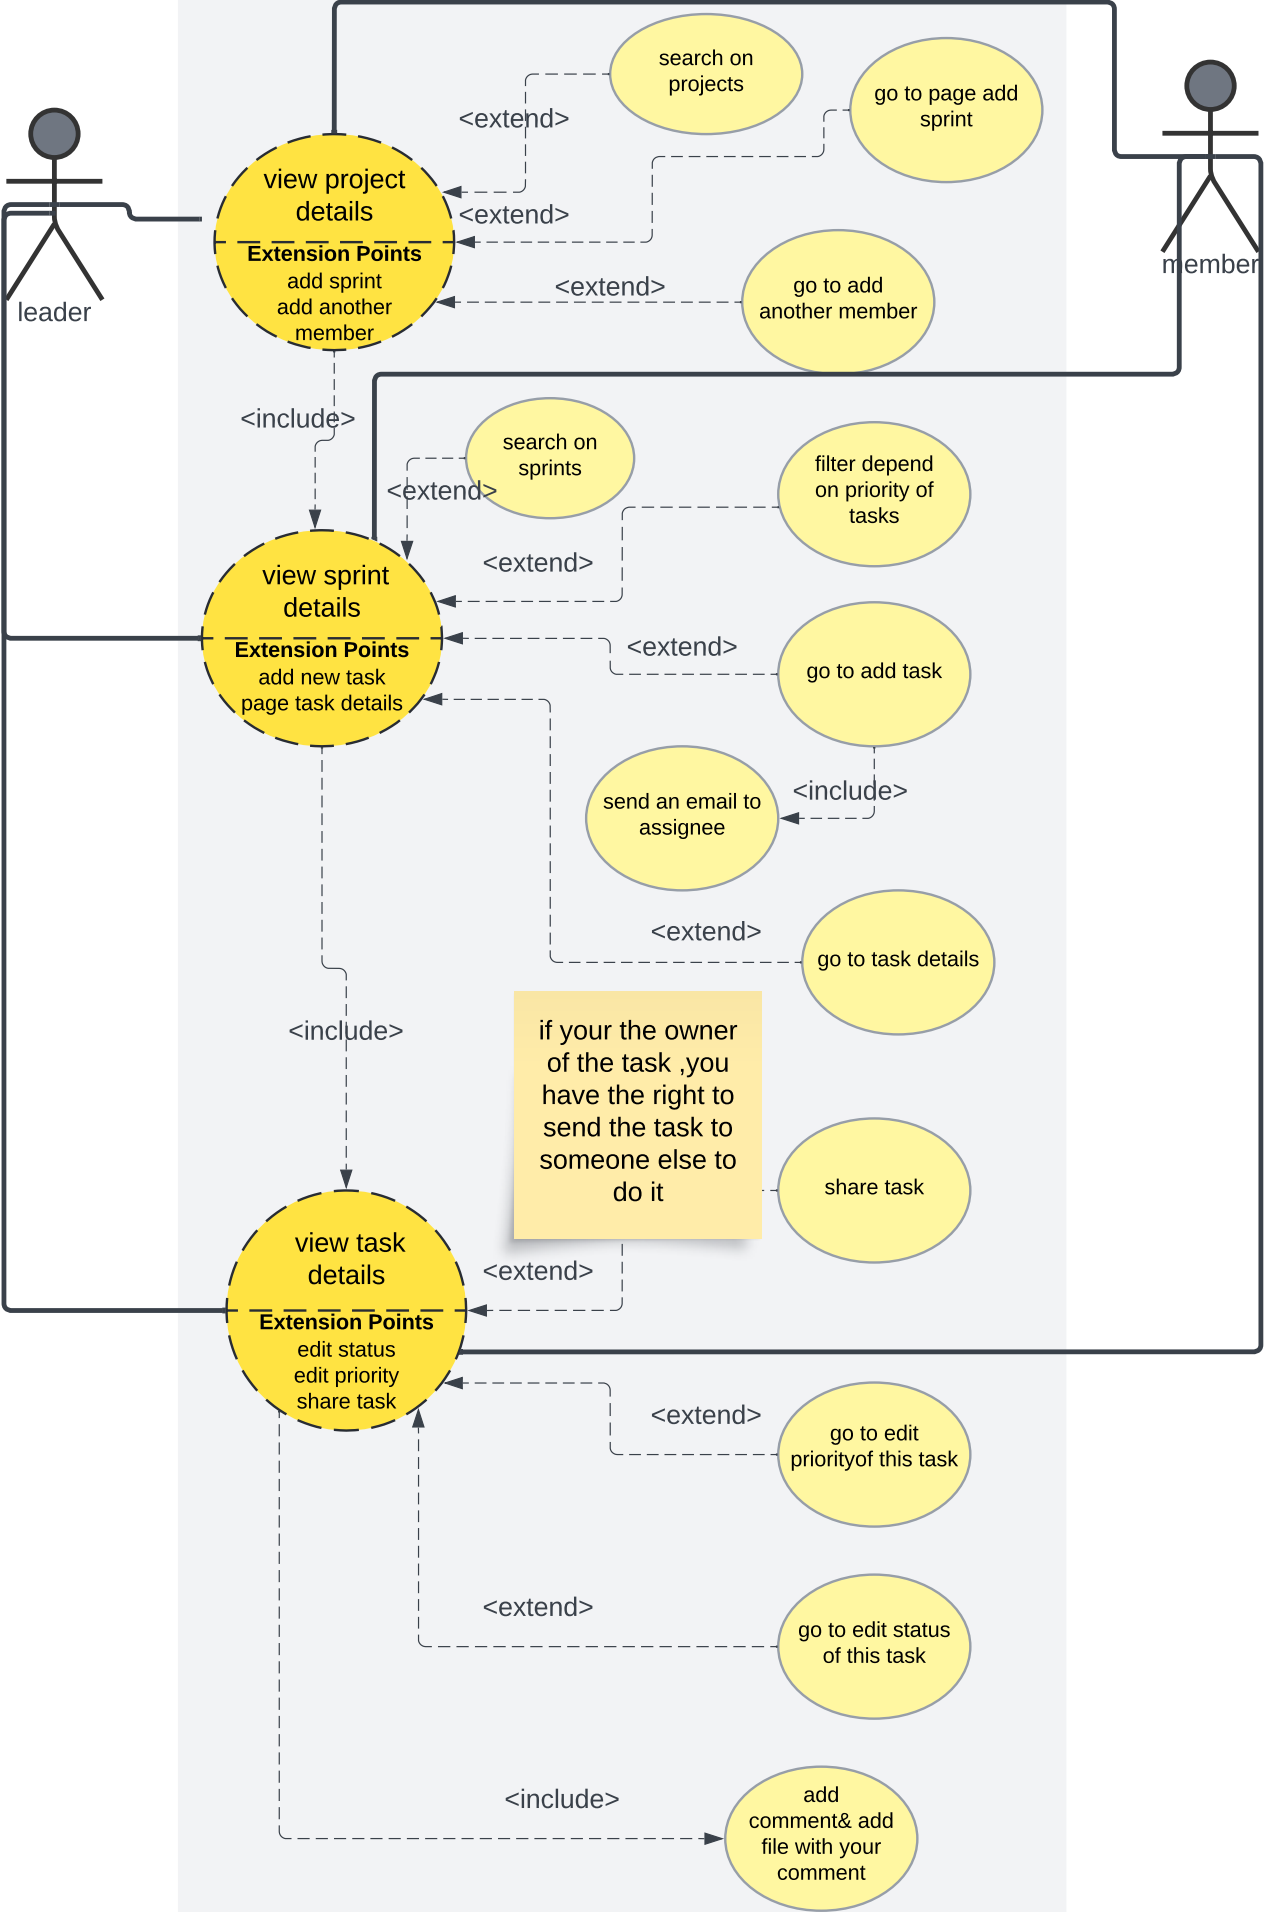 search on
projects
go to page add
sprint
<extend>
view project
details
<extend>
Extension Points
add sprint
add another
member
<extend>
go to add
another member
leader
member
<include>
search on
sprints
filter depend
on priority of
tasks
<extend>
<extend>
view sprint
details
Extension Points
add new task
page task details
<extend>
go to add task
send an email to
assignee
<include>
<extend>
go to task details
<include>
if your the owner
of the task ,you
have the right to
send the task to
someone else to
do it
share task
view task
details
<extend>
Extension Points
edit status
edit priority
share task
<extend>
go to edit
priorityof this task
<extend>
go to edit status
of this task
<include>
add
comment& add
file with your
comment